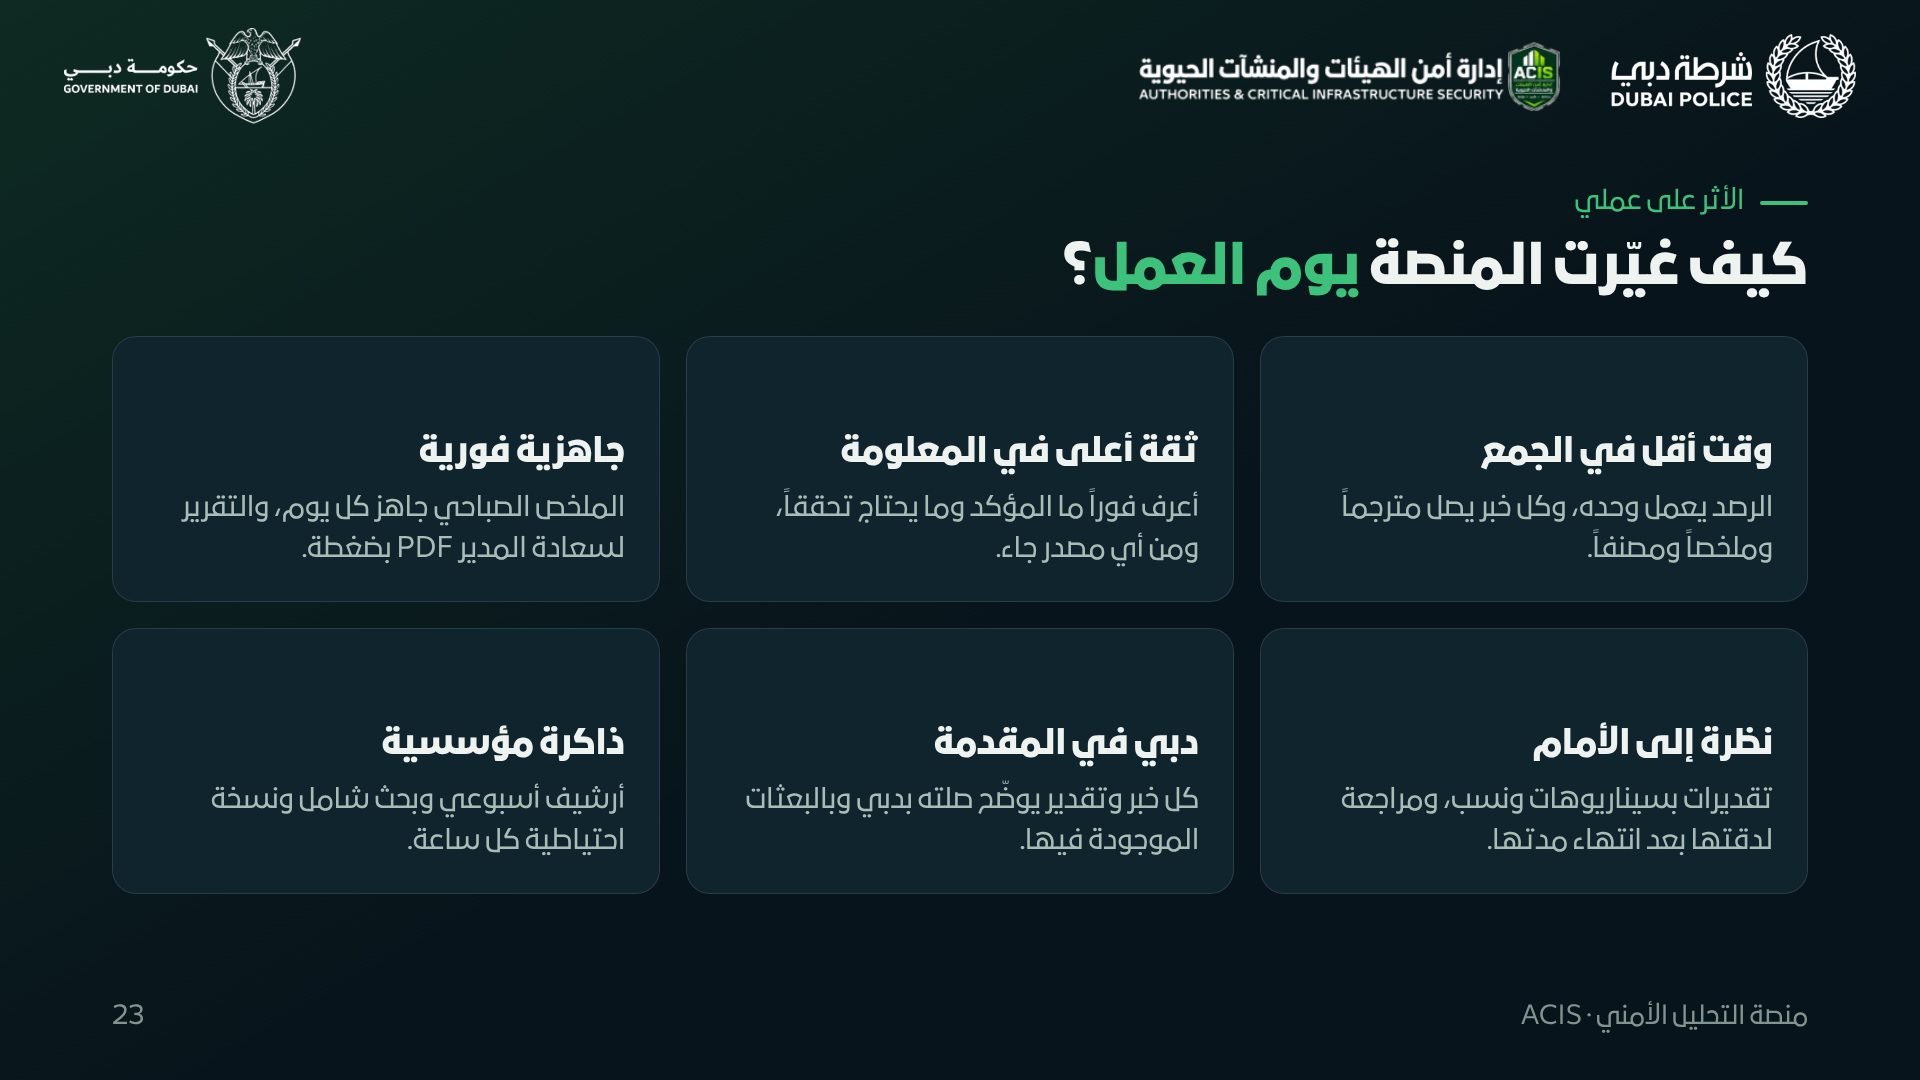 شرطة دبي
DUBAI POLICE
إدارة أمن الهيئات والمنشآت الحيوية
AUTHORITIES & CRITICAL INFRASTRUCTURE SECURITY
ACIS
حكومـة دبـي
GOVERNMENT OF DUBAI
الأثر على عملي
كيف غيّرت المنصة يوم العمل؟
وقت أقل في الجمع
الرصد يعمل وحده، وكل خبر يصل مترجماً
وملخصاً ومصنفاً.
ثقة أعلى في المعلومة
أعرف فوراً ما المؤكد وما يحتاج تحققاً،
ومن أي مصدر جاء.
جاهزية فورية
الملخص الصباحي جاهز كل يوم، والتقرير
لسعادة المدير PDF بضغطة.
نظرة إلى الأمام
تقديرات بسيناريوهات ونسب، ومراجعة
لدقتها بعد انتهاء مدتها.
دبي في المقدمة
كل خبر وتقدير يوضّح صلته بدبي وبالبعثات
الموجودة فيها.
ذاكرة مؤسسية
أرشيف أسبوعي وبحث شامل ونسخة
احتياطية كل ساعة.
منصة التحليل الأمني · ACIS
23